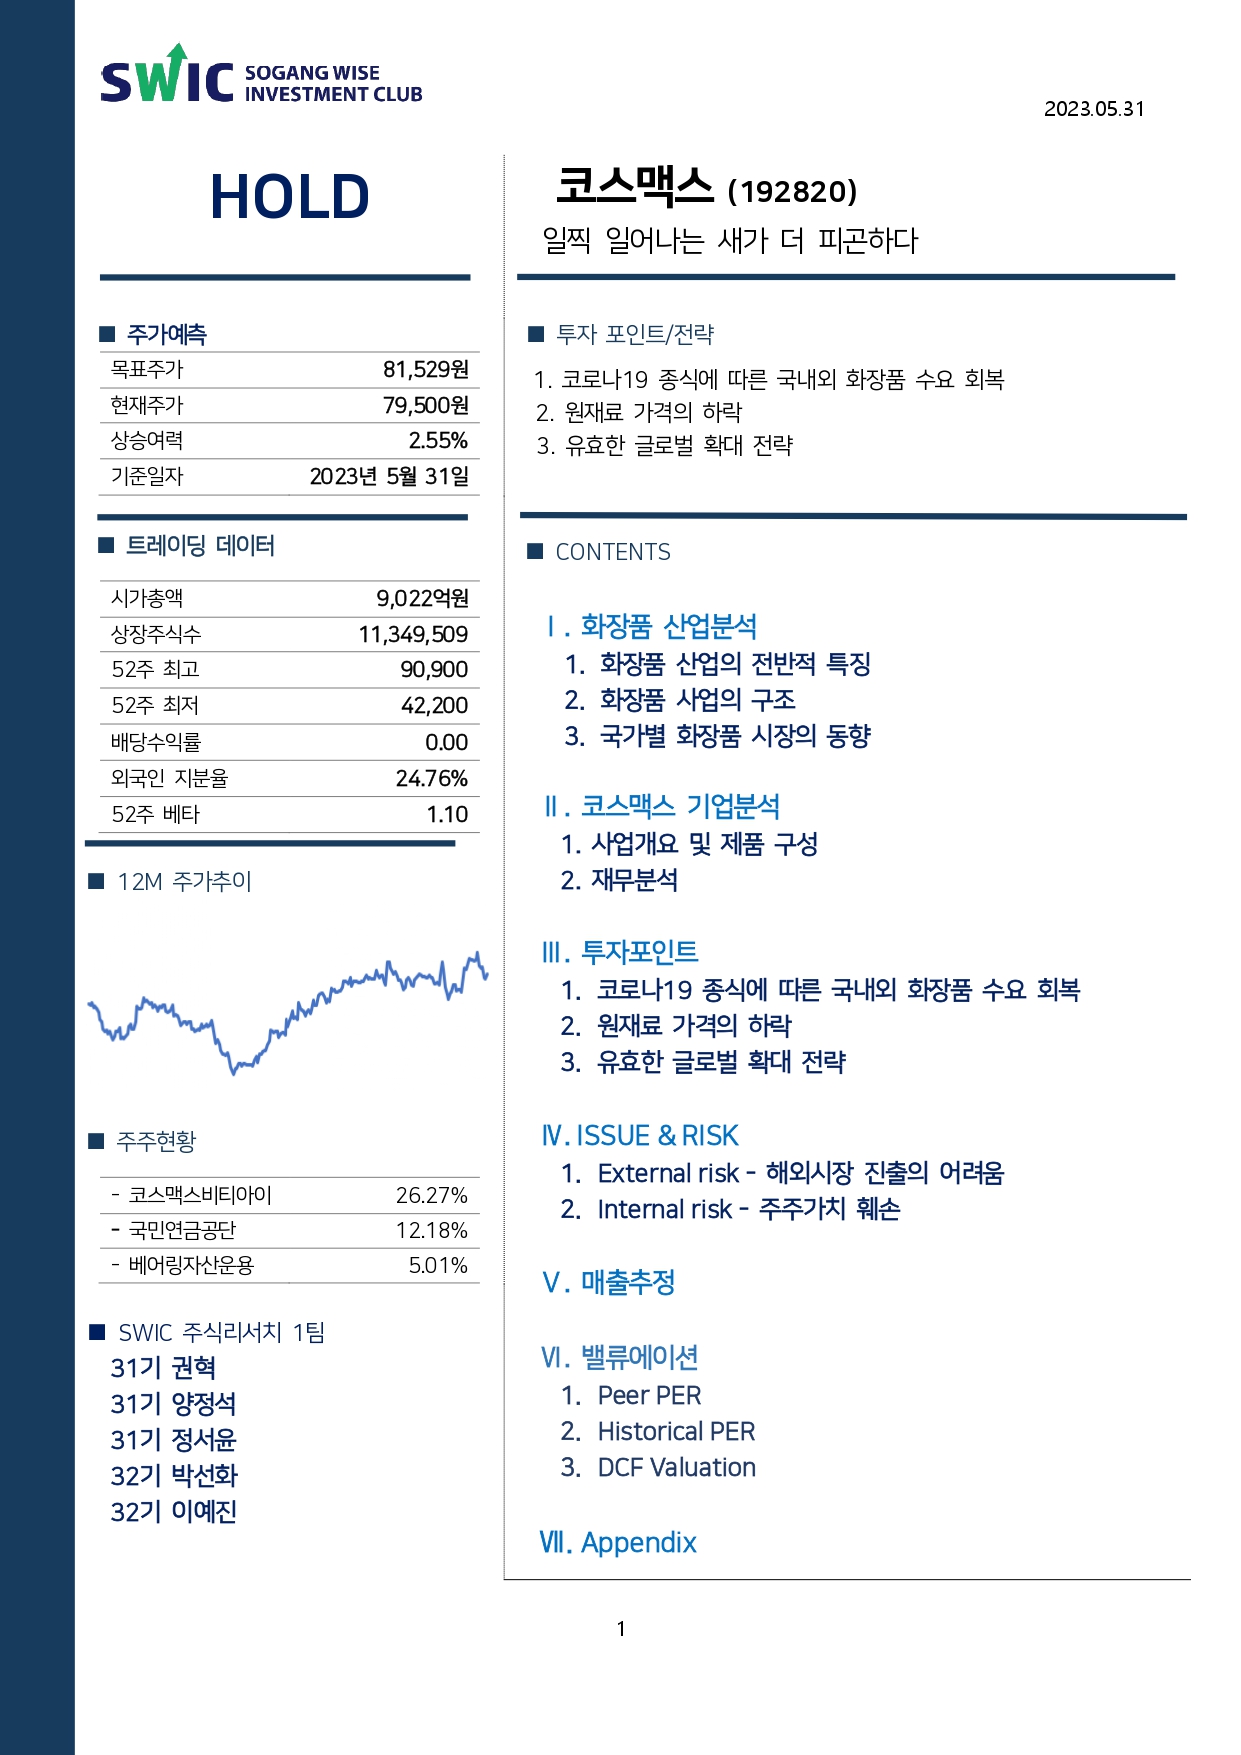 SWIC SOGANG WISE
INVESTMENT CLUB
2023.05.31
HOLD
코스맥스 (192820)
일찍 일어나는 새가 더 피곤하다
■ 주가예측
목표주가 81,529원
현재주가 79,500원
상승여력 2.55%
기준일자 2023년 5월 31일
■ 트레이딩 데이터
시가총액 9,022억원
상장주식수 11,349,509
52주 최고 90,900
52주 최저 42,200
배당수익률 0.00
외국인 지분율 24.76%
52주 베타 1.10
■ 12M 주가추이
■ 주주현황
- 코스맥스비티아이 26.27%
- 국민연금공단 12.18%
- 베어링자산운용 5.01%
■ SWIC 주식리서치 1팀
31기 권혁
31기 양정석
31기 정서윤
32기 박선화
32기 이예진
■ 투자 포인트/전략
1. 코로나19 종식에 따른 국내외 화장품 수요 회복
2. 원재료 가격의 하락
3. 유효한 글로벌 확대 전략
■ CONTENTS
Ⅰ. 화장품 산업분석
1. 화장품 산업의 전반적 특징
2. 화장품 사업의 구조
3. 국가별 화장품 시장의 동향
Ⅱ. 코스맥스 기업분석
1. 사업개요 및 제품 구성
2. 재무분석
Ⅲ. 투자포인트
1. 코로나19 종식에 따른 국내외 화장품 수요 회복
2. 원재료 가격의 하락
3. 유효한 글로벌 확대 전략
Ⅳ. ISSUE & RISK
1. External risk - 해외시장 진출의 어려움
2. Internal risk - 주주가치 훼손
Ⅴ. 매출추정
Ⅵ. 밸류에이션
1. Peer PER
2. Historical PER
3. DCF Valuation
Ⅶ. Appendix
1